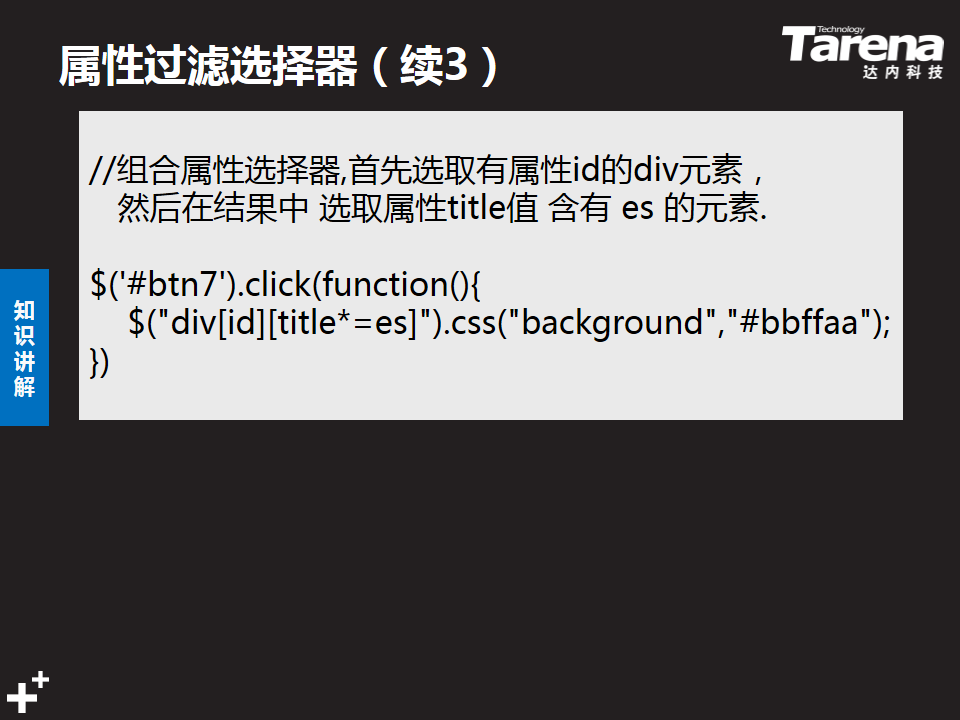 属性过滤选择器（续3）
Technology
Tarena
达内科技
//组合属性选择器,首先选取有属性id的div元素，
然后在结果中 选取属性title值 含有 es 的元素.
$('#btn7').click(function(){
$("div[id][title*=es]").css("background","#bbffaa");
})
知识讲解